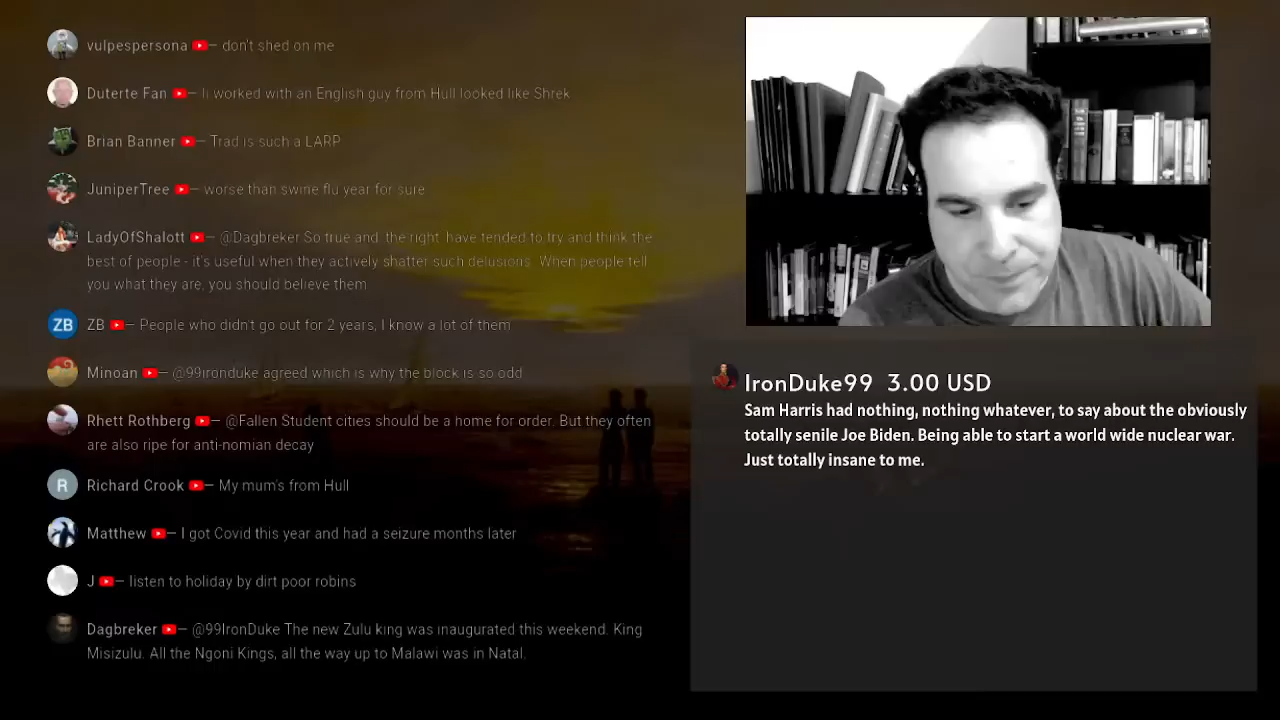 vulpespersona — don't shed on me
Duterte Fan — Ii worked with an English guy from Hull looked like Shrek
Brian Banner — Trad is such a LARP
JuniperTree — worse than swine flu year for sure
LadyOfShalott — @Dagbreker So true and the right have tended to try and think the
best of people - it's useful when they actively shatter such delusions. When people tell
you what they are, you should believe them
ZB
ZB — People who didn't go out for 2 years, I know a lot of them
Minoan — @99ironduke agreed which is why the block is so odd
Rhett Rothberg — @Fallen Student cities should be a home for order. But they often
are also ripe for anti-nomian decay
R
Richard Crook — My mum's from Hull
Matthew — I got Covid this year and had a seizure months later
J — listen to holiday by dirt poor robins
Dagbreker — @99IronDuke The new Zulu king was inaugurated this weekend. King
Misizulu. All the Ngoni Kings, all the way up to Malawi was in Natal.
IronDuke99 3.00 USD
Sam Harris had nothing, nothing whatever, to say about the obviously
totally senile Joe Biden. Being able to start a world wide nuclear war.
Just totally insane to me.